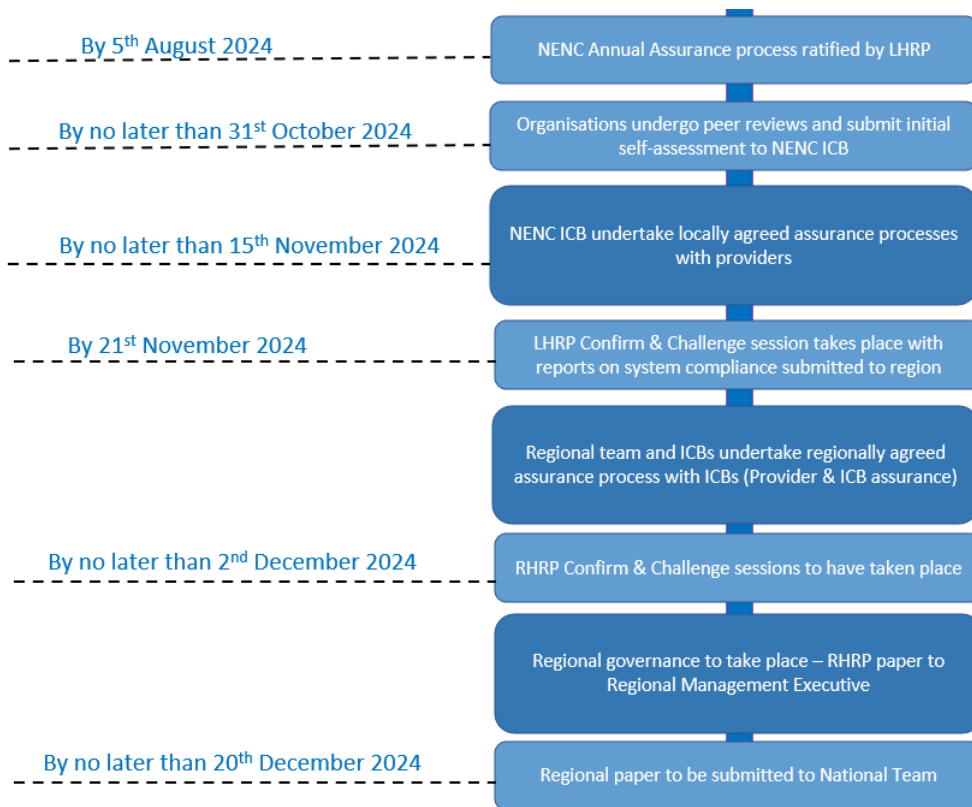 By 5th August 2024
NENC Annual Assurance process ratified by LHRP
By no later than 31st October 2024
Organisations undergo peer reviews and submit initial
self-assessment to NENC ICB
By no later than 15th November 2024
NENC ICB undertake locally agreed assurance processes
with providers
By 21st November 2024
LHRP Confirm & Challenge session takes place with
reports on system compliance submitted to region
Regional team and ICBs undertake regionally agreed
assurance process with ICBs (Provider & ICB assurance)
By no later than 2nd December 2024
RHRP Confirm & Challenge sessions to have taken place
Regional governance to take place – RHRP paper to
Regional Management Executive
By no later than 20th December 2024
Regional paper to be submitted to National Team